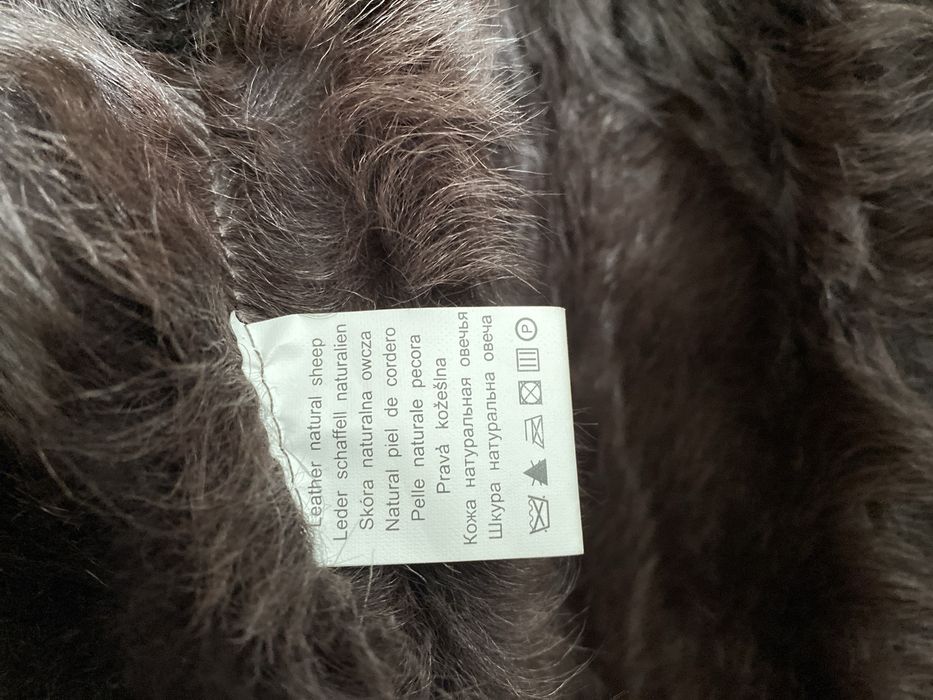 Leather natural sheep
Leder schaffell naturalien
Skóra naturalna owcza
Natural piel de cordero
Pelle naturale pecora
Pravá kožešlna
Кожа натуральная овечья
Шкура натуральна овеча
P